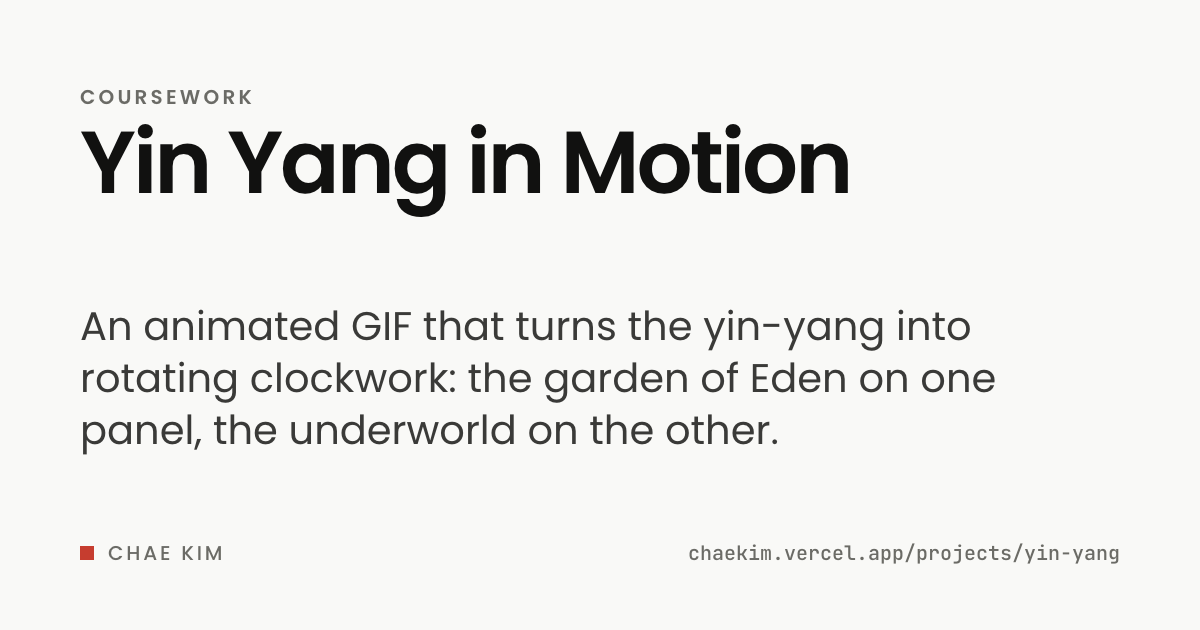 COURSEWORK
Yin Yang in Motion
An animated GIF that turns the yin-yang into
rotating clockwork: the garden of Eden on one
panel, the underworld on the other.
CHAE KIM
chaekim.vercel.app/projects/yin-yang